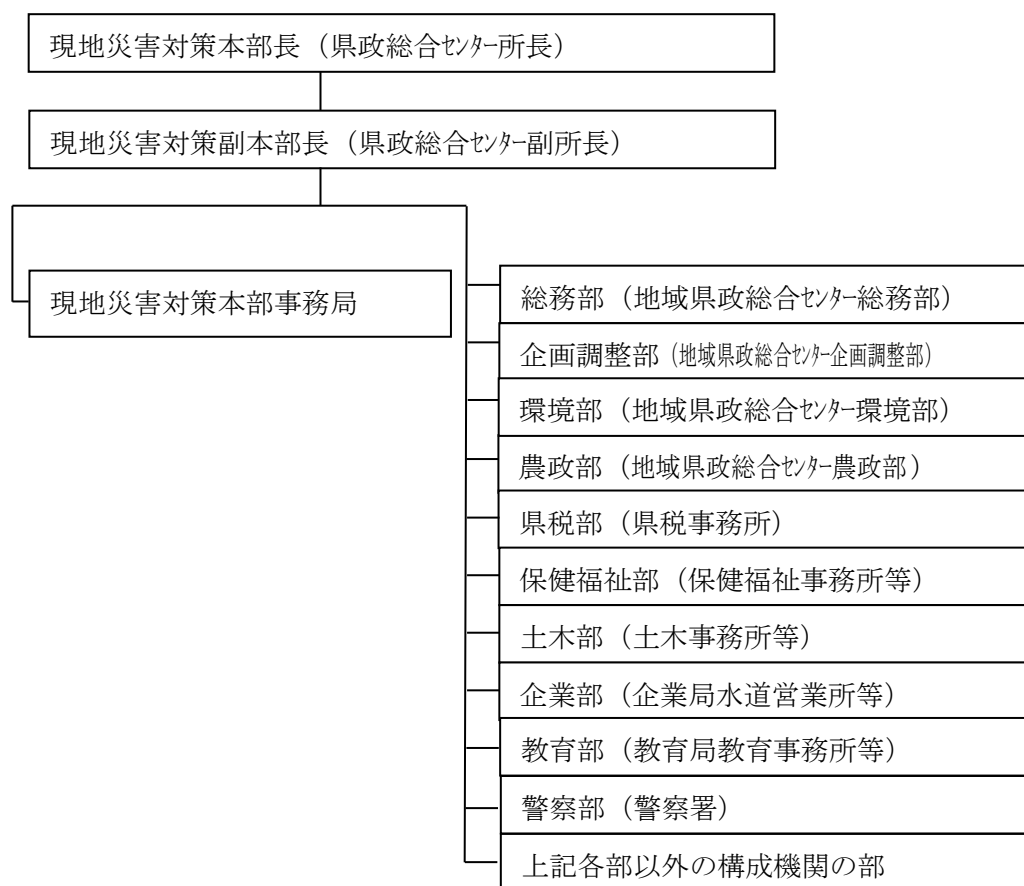 現地災害対策本部長（県政総合ｾﾝﾀｰ所長）
現地災害対策副本部長（県政総合ｾﾝﾀｰ副所長）
現地災害対策本部事務局
総務部（地域県政総合ｾﾝﾀｰ総務部）
企画調整部（地域県政総合ｾﾝﾀｰ企画調整部）
環境部（地域県政総合ｾﾝﾀｰ環境部）
農政部（地域県政総合ｾﾝﾀｰ農政部）
県税部（県税事務所）
保健福祉部（保健福祉事務所等）
土木部（土木事務所等）
企業部（企業局水道営業所等）
教育部（教育局教育事務所等）
警察部（警察署）
上記各部以外の構成機関の部